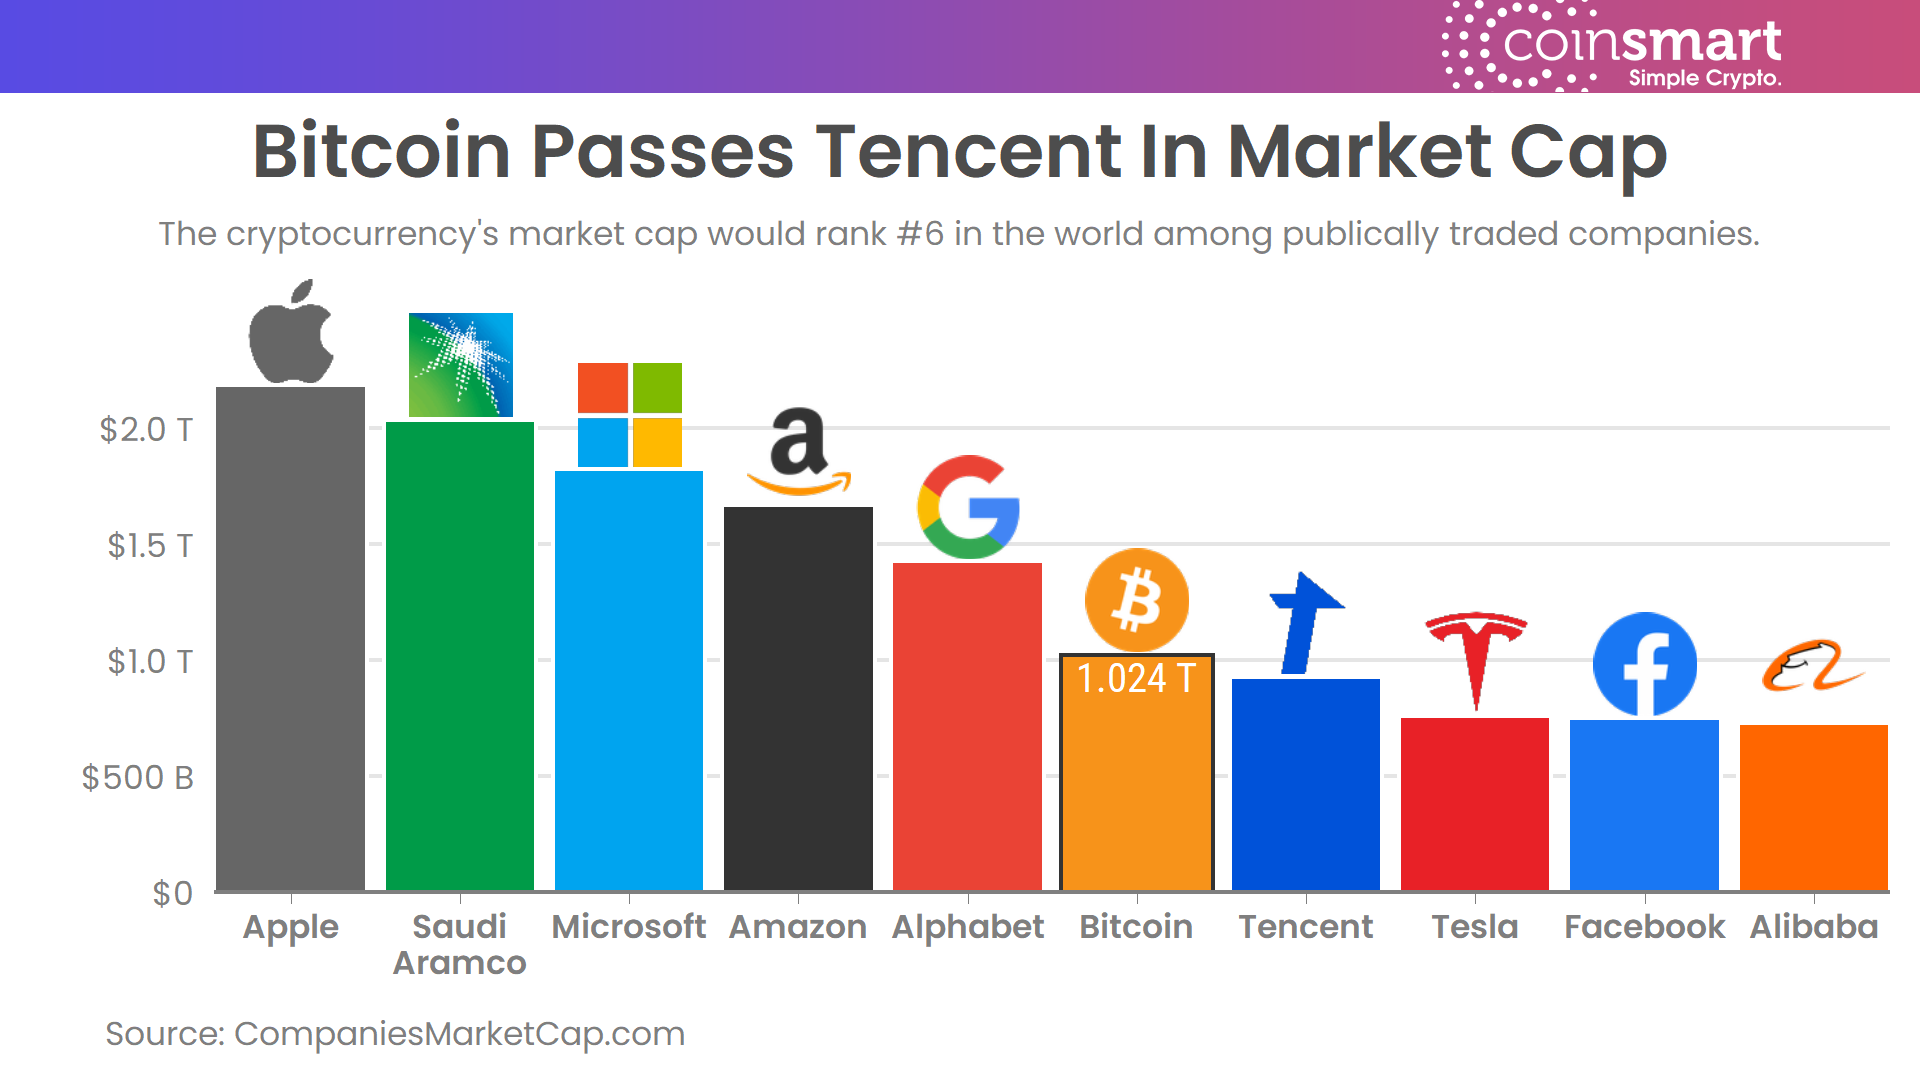 coinsmart
Simple Crypto.
Bitcoin Passes Tencent In Market Cap
The cryptocurrency's market cap would rank #6 in the world among publically traded companies.
$2.0 T
$1.5 T
$1.0 T
$500 B
$0
a
1.024 T
Apple
Saudi Aramco
Microsoft
Amazon
Alphabet
Bitcoin
Tencent
Tesla
Facebook
Alibaba
Source: CompaniesMarketCap.com